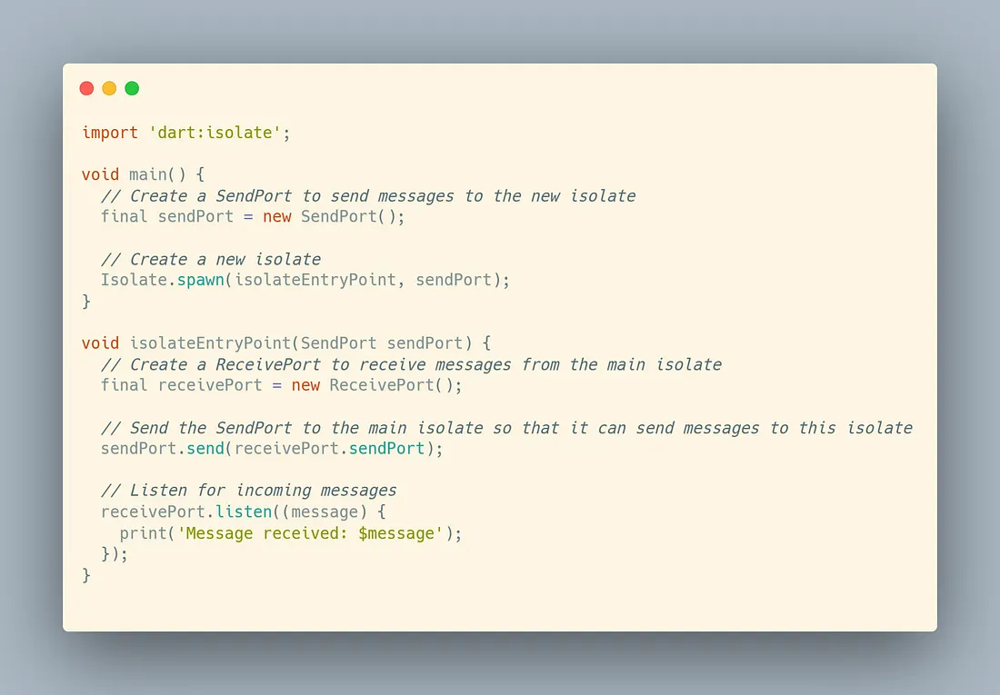 import 'dart:isolate';
void main() {
  // Create a SendPort to send messages to the new isolate
  final sendPort = new SendPort();
  // Create a new isolate
  Isolate.spawn(isolateEntryPoint, sendPort);
}
void isolateEntryPoint(SendPort sendPort) {
  // Create a ReceivePort to receive messages from the main isolate
  final receivePort = new ReceivePort();
  // Send the SendPort to the main isolate so that it can send messages to this isolate
  sendPort.send(receivePort.sendPort);
  // Listen for incoming messages
  receivePort.listen((message) {
    print('Message received: $message');
  });
}